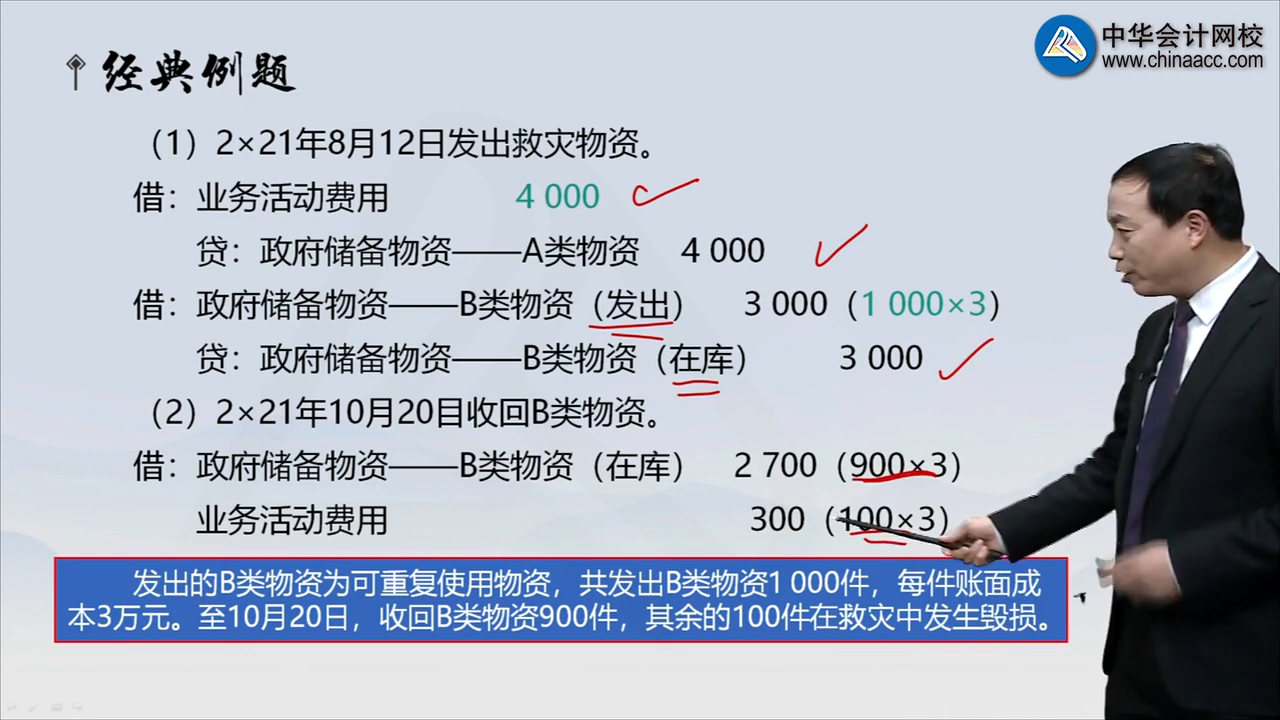 中华会计网校
www.chinaacc.com
经典例题
（1）2×21年8月12日发出救灾物资。
借：业务活动费用 4 000
贷：政府储备物资——A类物资 4 000
借：政府储备物资——B类物资（发出） 3 000（1 000×3）
贷：政府储备物资——B类物资（在库） 3 000
（2）2×21年10月20目收回B类物资。
借：政府储备物资——B类物资（在库） 2 700（900×3）
业务活动费用 300（100×3）
发出的B类物资为可重复使用物资，共发出B类物资1 000件，每件账面成
本3万元。至10月20日，收回B类物资900件，其余的100件在救灾中发生毁损。